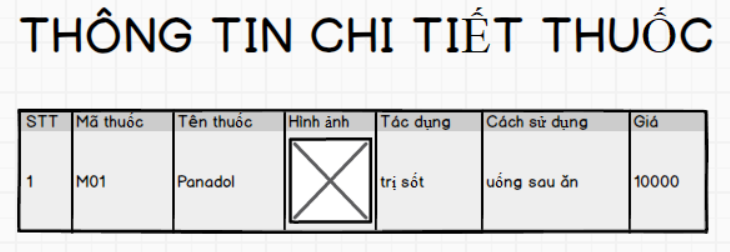 THÔNG TIN CHI TIẾT THUỐC
STT Mã thuốc Tên thuốc Hình ảnh Tác dụng Cách sử dụng Giá
1 M01 Panadol trị sốt uống sau ăn 10000